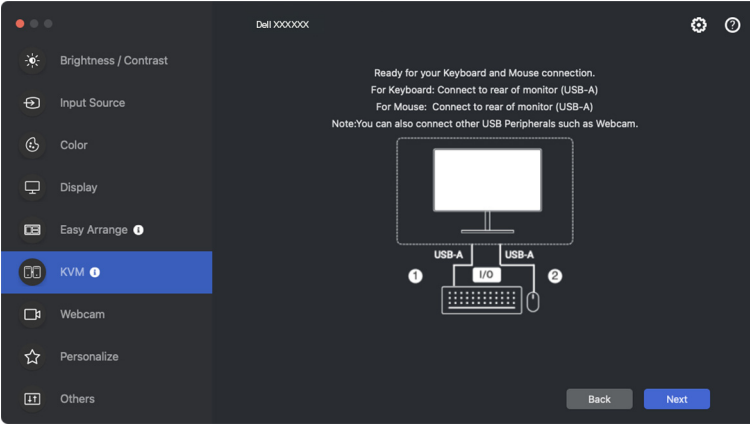 Dell XXXXXX
Brightness / Contrast
Input Source
Color
Display
Easy Arrange
KVM
Webcam
Personalize
Others
Ready for your Keyboard and Mouse connection.
For Keyboard: Connect to rear of monitor (USB-A)
For Mouse: Connect to rear of monitor (USB-A)
Note:You can also connect other USB Peripherals such as Webcam.
USB-A USB-A
1 I/O 2
Back Next